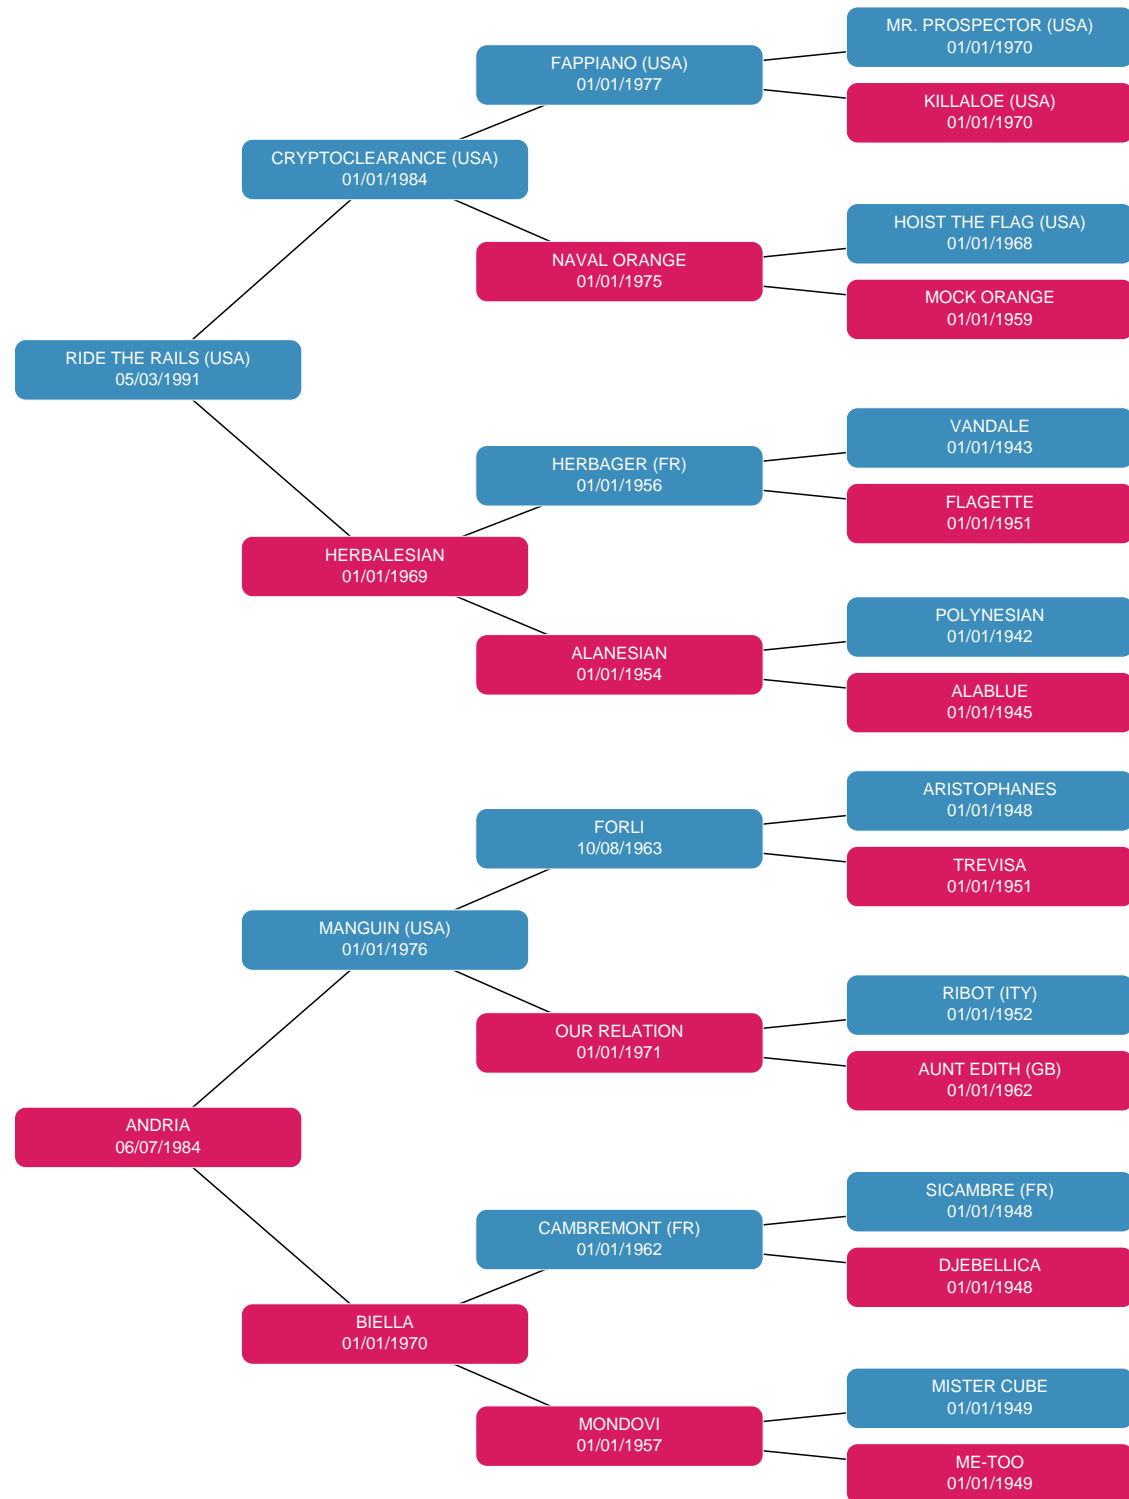 MR. PROSPECTOR (USA)
01/01/1970
FAPPIANO (USA)
01/01/1977
KILLALOE (USA)
01/01/1970
CRYPTOCLEARANCE (USA)
01/01/1984
HOIST THE FLAG (USA)
01/01/1968
NAVAL ORANGE
01/01/1975
MOCK ORANGE
01/01/1959
RIDE THE RAILS (USA)
05/03/1991
VANDALE
01/01/1943
HERBAGER (FR)
01/01/1956
FLAGETTE
01/01/1951
HERBALESIAN
01/01/1969
POLYNESIAN
01/01/1942
ALANESIAN
01/01/1954
ALABLUE
01/01/1945
ARISTOPHANES
01/01/1948
FORLI
10/08/1963
TREVISA
01/01/1951
MANGUIN (USA)
01/01/1976
RIBOT (ITY)
01/01/1952
OUR RELATION
01/01/1971
AUNT EDITH (GB)
01/01/1962
ANDRIA
06/07/1984
SICAMBRE (FR)
01/01/1948
CAMBREMONT (FR)
01/01/1962
DJEBELLICA
01/01/1948
BIELLA
01/01/1970
MISTER CUBE
01/01/1949
MONDOVI
01/01/1957
ME-TOO
01/01/1949